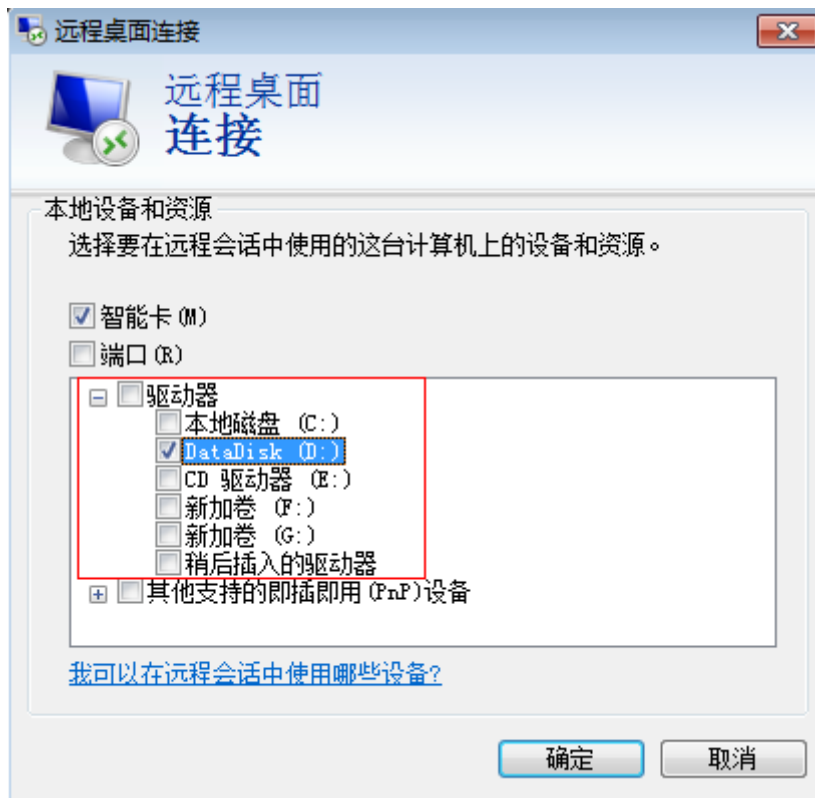 远程桌面连接
远程桌面
连接
本地设备和资源
选择要在远程会话中使用的这台计算机上的设备和资源。
智能卡(M)
端口(R)
驱动器
本地磁盘 (C:)
DataDisk (D:)
CD 驱动器 (E:)
新加卷 (F:)
新加卷 (G:)
稍后插入的驱动器
其他支持的即插即用(PnP)设备
我可以在远程会话中使用哪些设备?
确定 取消